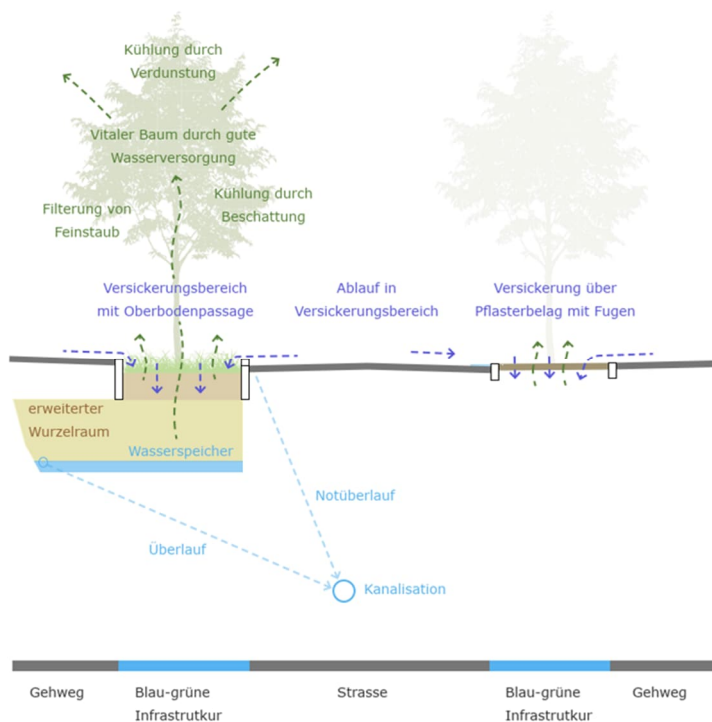 Kühlung durch
Verdunstung
Vitaler Baum durch gute
Wasserversorgung
Filterung von
Feinstaub
Kühlung durch
Beschattung
Versickerungsbereich
mit Oberbodenpassage
Ablauf in
Versickerungsbereich
Versickerung über
Pflasterbelag mit Fugen
erweiterter
Wurzelraum
Wasserspeicher
Notüberlauf
Überlauf
Kanalisation
Gehweg
Blau-grüne
Infrastrutkur
Strasse
Blau-grüne
Infrastrutkur
Gehweg